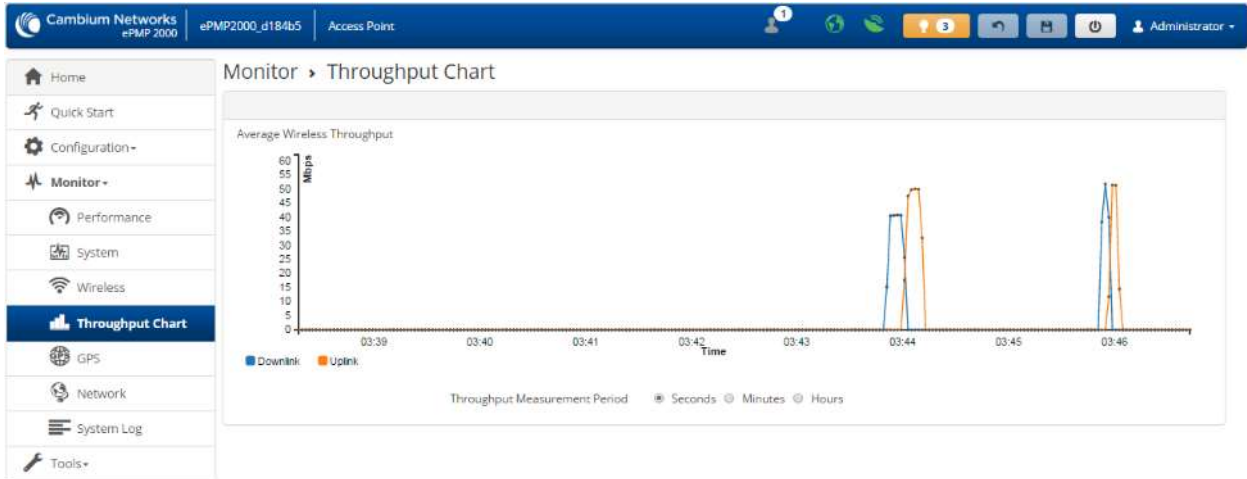 Cambium Networks
ePMP 2000
ePMP2000_d184b5
Access Point
1
3
Administrator
Home
Monitor › Throughput Chart
Quick Start
Configuration
Monitor
Performance
System
Wireless
Throughput Chart
GPS
Network
System Log
Tools
Average Wireless Throughput
Mbps
60
55
50
45
40
35
30
25
20
15
10
5
0
03:39 03:40 03:41 03:42 03:43 03:44 03:45 03:46
Time
Downlink Uplink
Throughput Measurement Period Seconds Minutes Hours